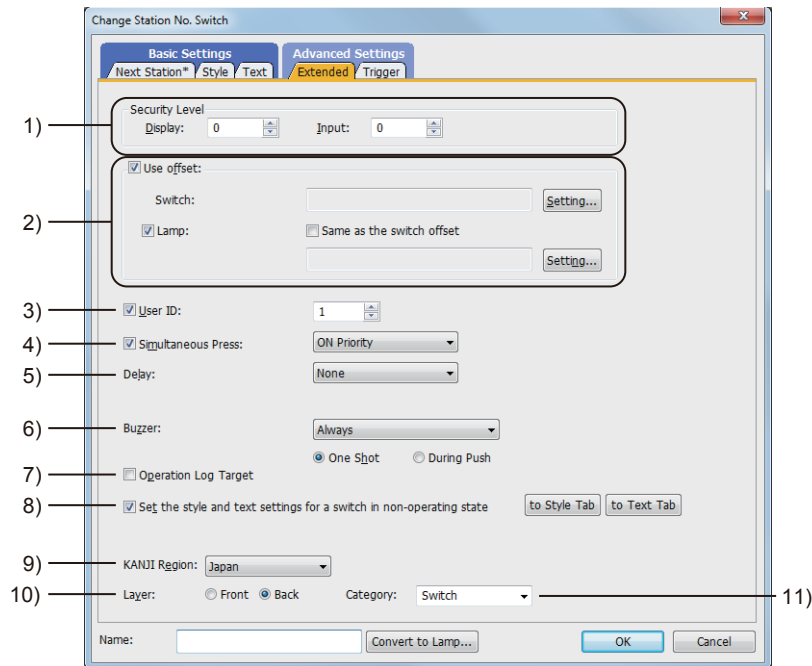 Change Station No. Switch
Basic Settings Advanced Settings
Next Station* Style Text Extended Trigger
1) Security Level
Display: 0 Input: 0
2) Use offset:
Switch: Setting...
Lamp: Same as the switch offset
Setting...
3) User ID: 1
4) Simultaneous Press: ON Priority
5) Delay: None
6) Buzzer: Always
One Shot During Push
7) Operation Log Target
8) Set the style and text settings for a switch in non-operating state to Style Tab to Text Tab
9) KANJI Region: Japan
10) Layer: Front Back Category: Switch 11)
Name: Convert to Lamp... OK Cancel